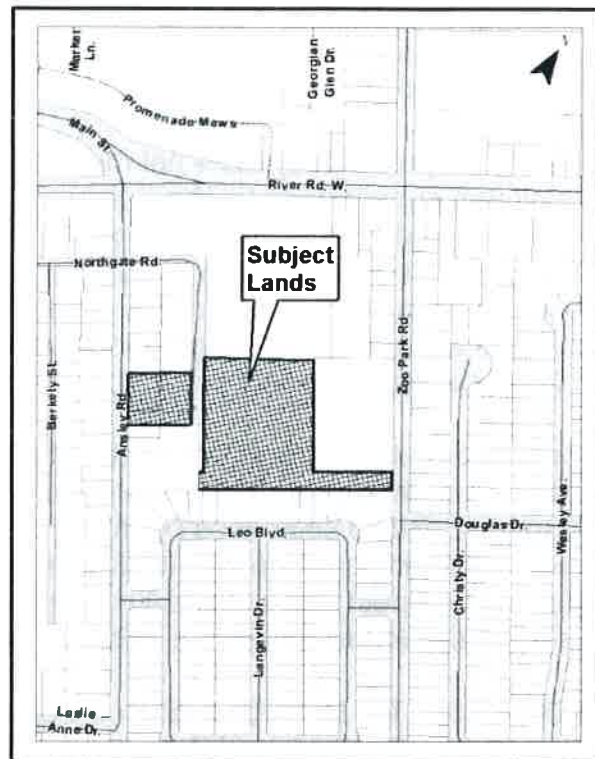 Market
Ln.
Georgian
Glen Dr.
Promenade Mews
Main St.
River Rd. W.
Northgate Rd.
Subject
Lands
Zoo Park Rd
Berkely St.
Ansley Rd
Leo Blvd.
Douglas Dr.
Wesley Ave.
Christy Dr.
Langevin Dr.
Leslie
Anne Dr.